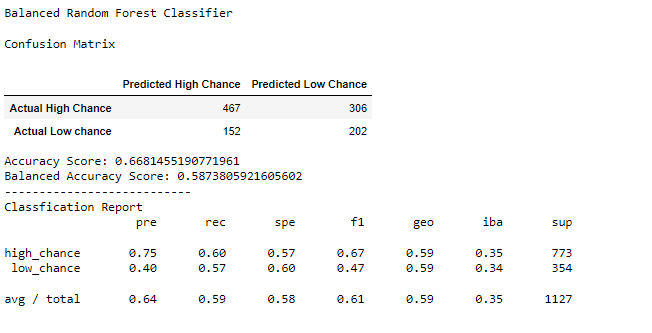 Balanced Random Forest Classifier
Confusion Matrix
Predicted High Chance Predicted Low Chance
Actual High Chance 467 306
Actual Low chance 152 202
Accuracy Score: 0.6681455190771961
Balanced Accuracy Score: 0.5873805921605602
---------------------------
Classfication Report
pre rec spe f1 geo iba sup
high_chance 0.75 0.60 0.57 0.67 0.59 0.35 773
low_chance 0.40 0.57 0.60 0.47 0.59 0.34 354
avg / total 0.64 0.59 0.58 0.61 0.59 0.35 1127